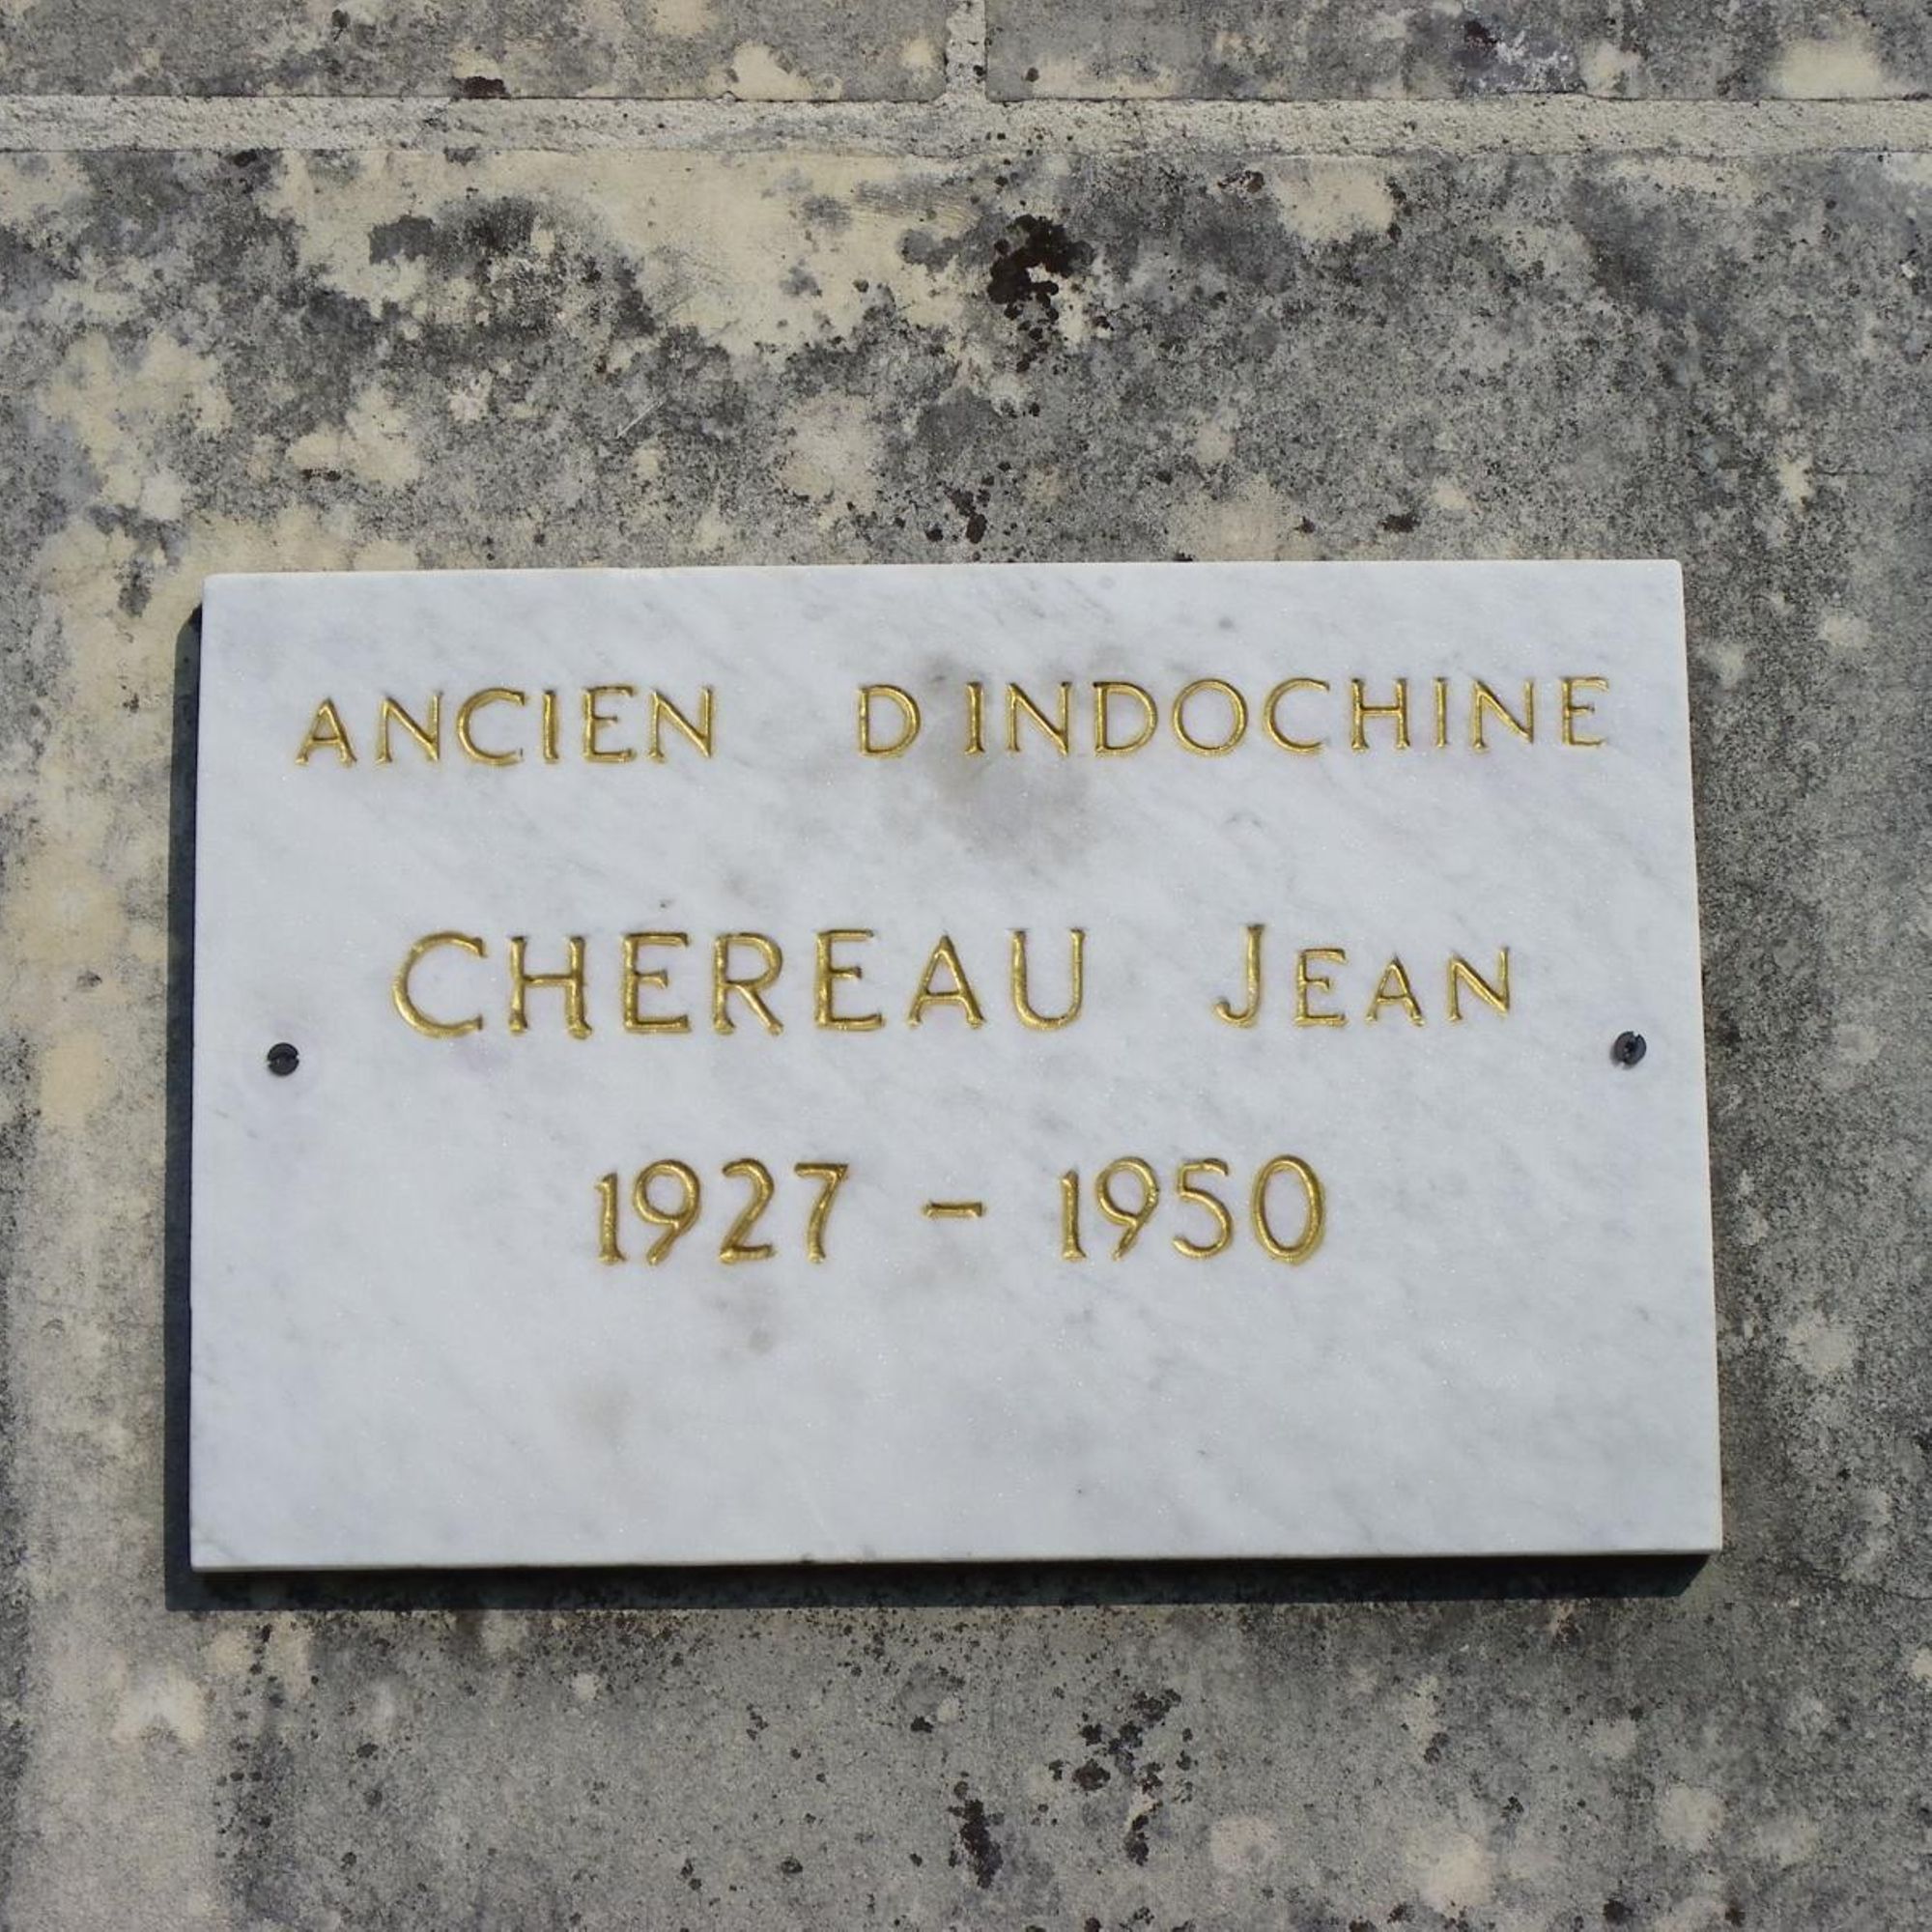 ANCIEN D INDOCHINE
CHEREAU JEAN
1927 - 1950